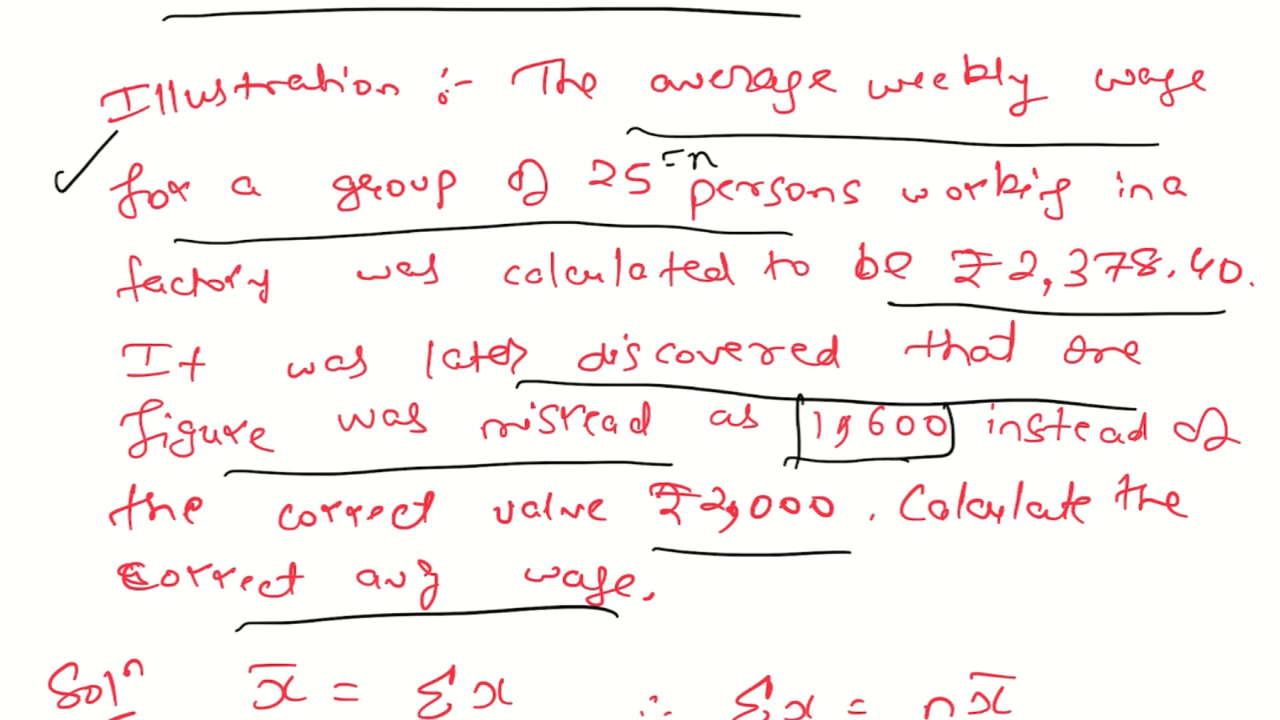 Illustration :- The average weekly wage
for a group of 25 =n persons working in a
factory was calculated to be ₹2,378.40.
It was later discovered that one
figure was misread as 1,600 instead of
the correct value ₹2,000. Calculate the
correct avg wage.
Solⁿ x̄ = Σx ∴ Σx = nx̄